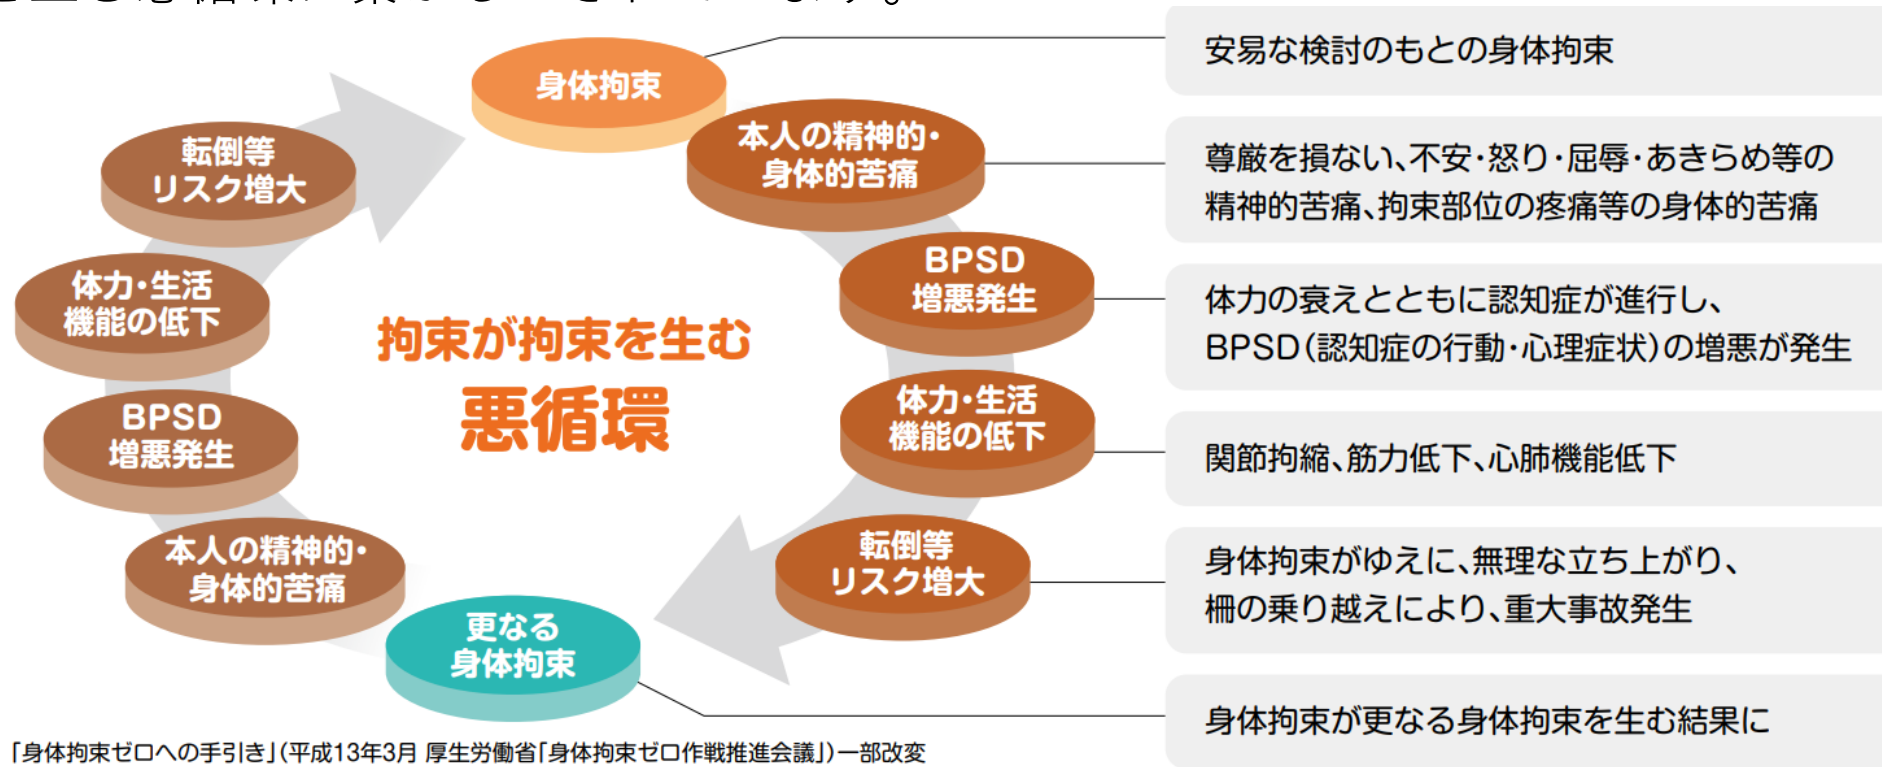 身体拘束
安易な検討のもとの身体拘束
本人の精神的・
身体的苦痛
尊厳を損ない、不安・怒り・屈辱・あきらめ等の
精神的苦痛、拘束部位の疼痛等の身体的苦痛
BPSD
増悪発生
体力の衰えとともに認知症が進行し、
BPSD（認知症の行動・心理症状）の増悪が発生
体力・生活
機能の低下
関節拘縮、筋力低下、心肺機能低下
転倒等
リスク増大
身体拘束がゆえに、無理な立ち上がり、
柵の乗り越えにより、重大事故発生
更なる
身体拘束
身体拘束が更なる身体拘束を生む結果に
本人の精神的・
身体的苦痛
BPSD
増悪発生
体力・生活
機能の低下
転倒等
リスク増大
拘束が拘束を生む
悪循環
「身体拘束ゼロへの手引き」（平成13年3月 厚生労働省「身体拘束ゼロ作戦推進会議」）一部改変